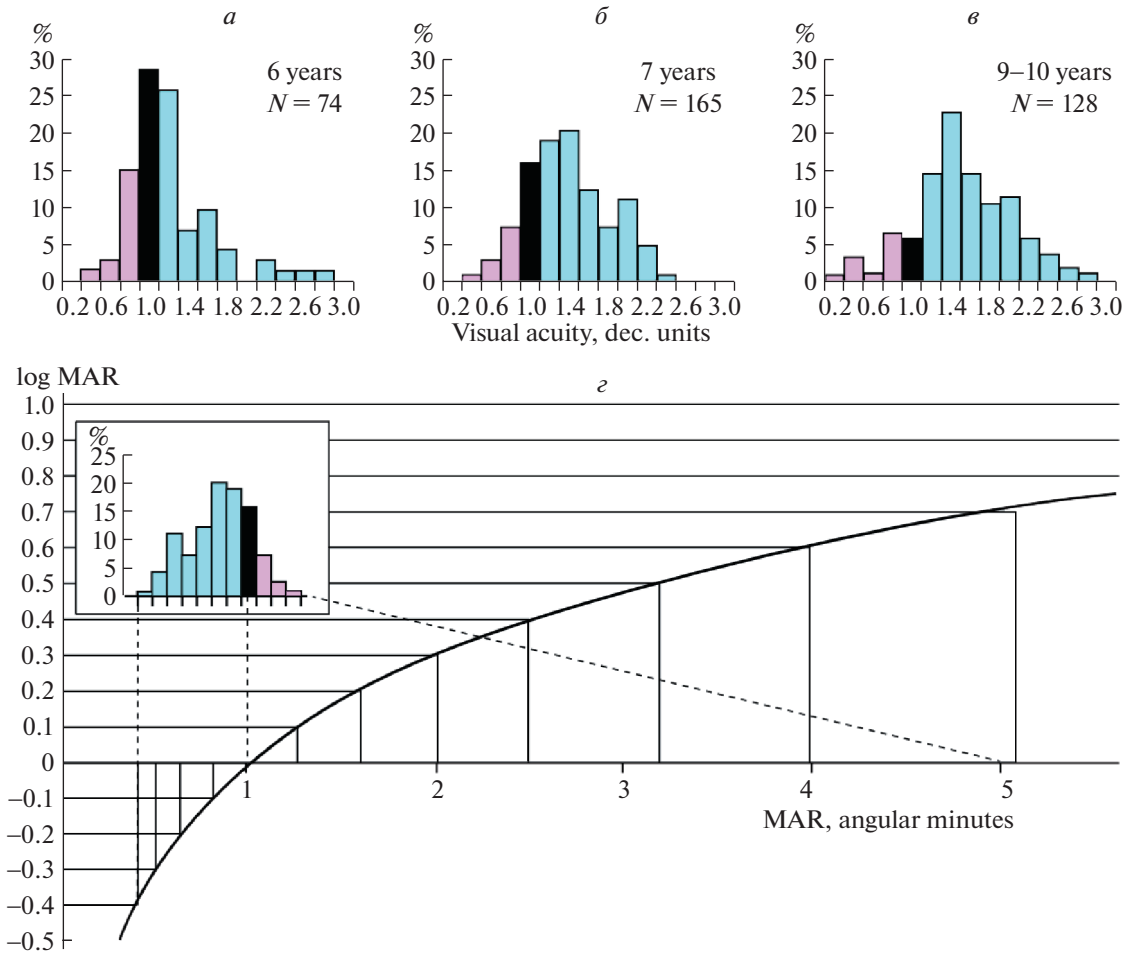 а
%
30
25
20
15
10
5
0
6 years
N = 74
0.2 0.6 1.0 1.4 1.8 2.2 2.6 3.0
б
%
30
25
20
15
10
5
0
7 years
N = 165
0.2 0.6 1.0 1.4 1.8 2.2 2.6 3.0
в
%
30
25
20
15
10
5
0
9–10 years
N = 128
0.2 0.6 1.0 1.4 1.8 2.2 2.6 3.0
Visual acuity, dec. units
г
log MAR
1.0
0.9
0.8
0.7
0.6
0.5
0.4
0.3
0.2
0.1
0
–0.1
–0.2
–0.3
–0.4
–0.5
%
25
20
15
10
5
0
1 2 3 4 5
MAR, angular minutes